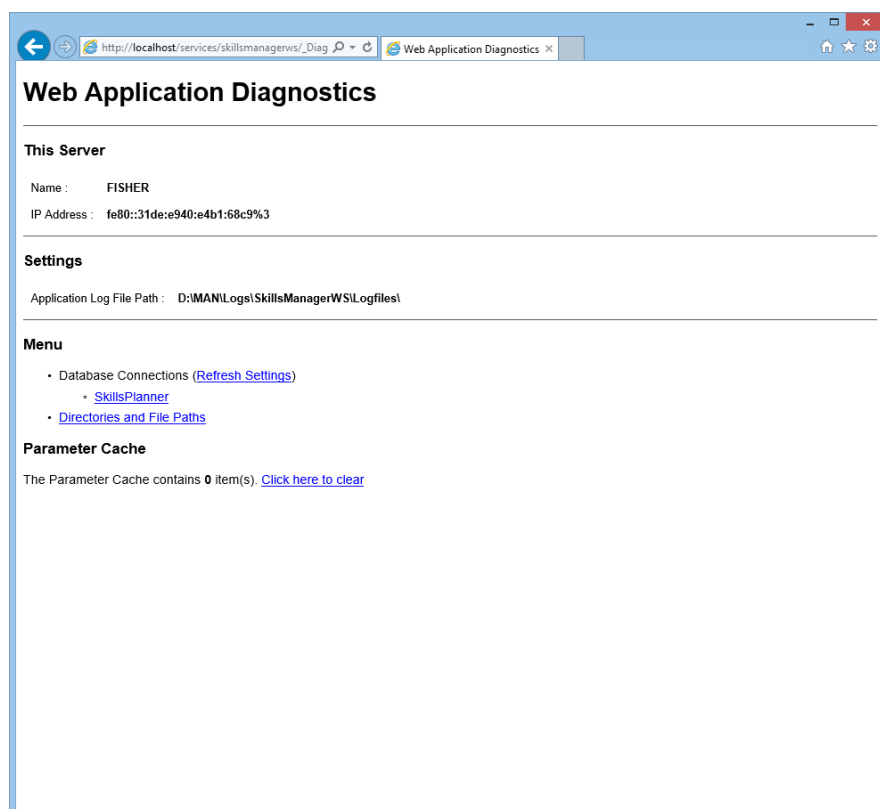 http://localhost/services/skillsmanagerws/_Diag
Web Application Diagnostics
Web Application Diagnostics
This Server
Name : FISHER
IP Address : fe80::31de:e940:e4b1:68c9%3
Settings
Application Log File Path : D:\MAN\Logs\SkillsManagerWS\Logfiles\
Menu
• Database Connections (Refresh Settings)
◦ SkillsPlanner
• Directories and File Paths
Parameter Cache
The Parameter Cache contains 0 item(s). Click here to clear